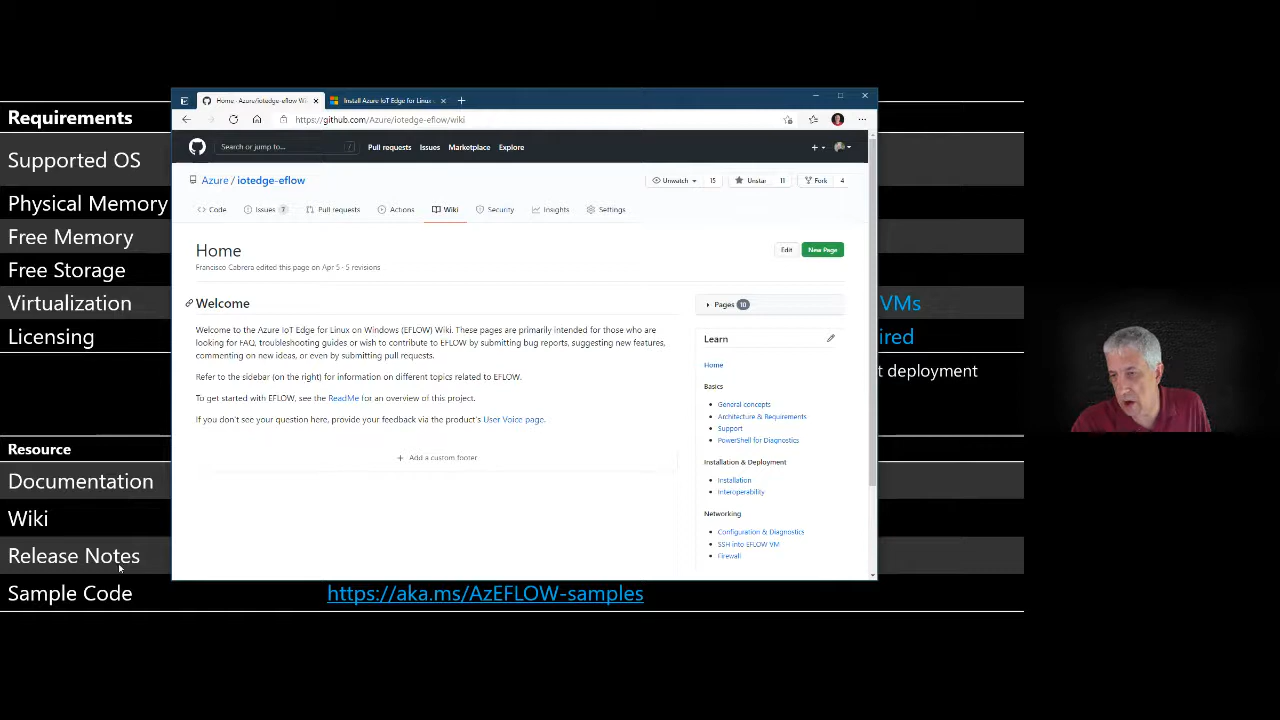 Home · Azure/iotedge-eflow Wi
Install Azure IoT Edge for Linux
https://github.com/Azure/iotedge-eflow/wiki
Search or jump to...
/
Pull requests
Issues
Marketplace
Explore
Azure / iotedge-eflow
Unwatch
15
Unstar
11
Fork
4
Code
Issues 7
Pull requests
Actions
Wiki
Security
Insights
Settings
Home
Edit
New Page
Francisco Cabrera edited this page on Apr 5 · 5 revisions
Welcome
Welcome to the Azure IoT Edge for Linux on Windows (EFLOW) Wiki. These pages are primarily intended for those who are
looking for FAQ, troubleshooting guides or wish to contribute to EFLOW by submitting bug reports, suggesting new features,
commenting on new ideas, or even by submitting pull requests.
Refer to the sidebar (on the right) for information on different topics related to EFLOW.
To get started with EFLOW, see the ReadMe for an overview of this project.
If you don't see your question here, provide your feedback via the product's User Voice page.
+ Add a custom footer
Pages 10
Learn
Home
Basics
• General concepts
• Architecture & Requirements
• Support
• PowerShell for Diagnostics
Installation & Deployment
• Installation
• Interoperability
Networking
• Configuration & Diagnostics
• SSH into EFLOW VM
• Firewall
Requirements
Supported OS
Physical Memory
Free Memory
Free Storage
Virtualization
VMs
Licensing
ired
t deployment
Resource
Documentation
Wiki
Release Notes
Sample Code
https://aka.ms/AzEFLOW-samples